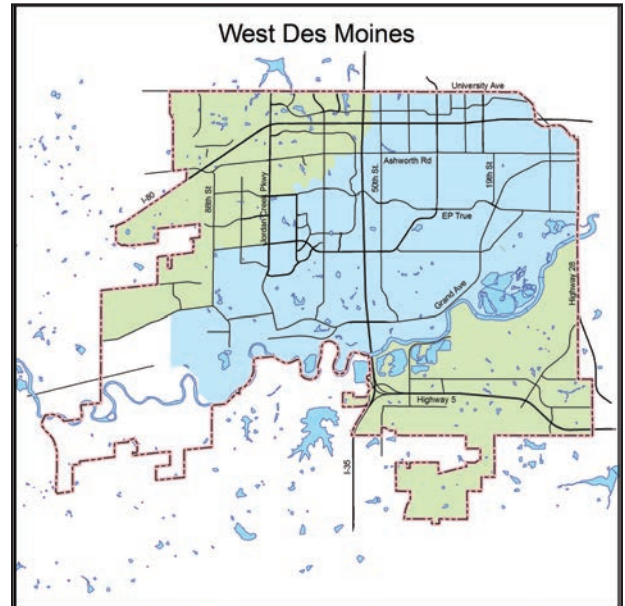 West Des Moines
University Ave
Ashworth Rd
50th St.
19th St
88th St
Jordan Creek Pkwy
I-80
EP True
Grand Ave
Highway 28
Highway 5
I-35